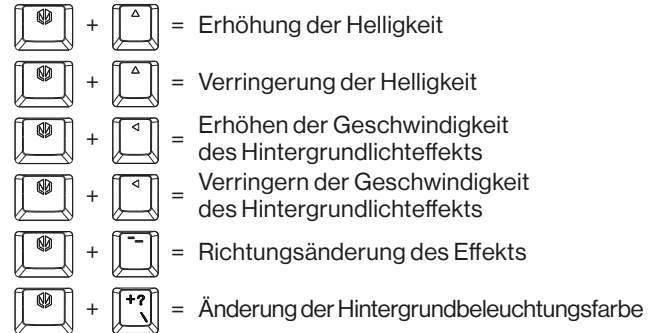 + △ = Erhöhung der Helligkeit
+ △ = Verringerung der Helligkeit
+ ◁ = Erhöhen der Geschwindigkeit
des Hintergrundlichteffekts
+ ◁ = Verringern der Geschwindigkeit
des Hintergrundlichteffekts
+ - _ = Richtungsänderung des Effekts
+ +? \ = Änderung der Hintergrundbeleuchtungsfarbe